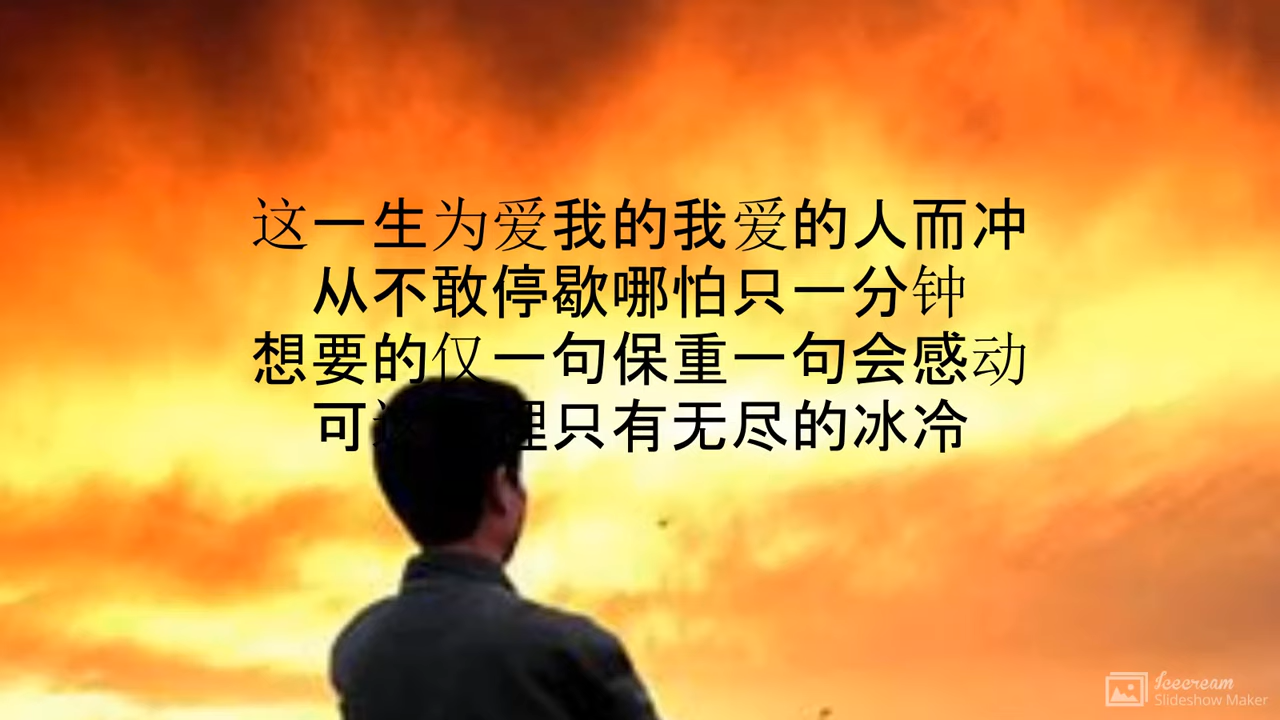 这一生为爱我的我爱的人而冲
从不敢停歇哪怕只一分钟
想要的仅一句保重一句会感动
可这 理只有无尽的冰冷
Icecream
Slideshow Maker